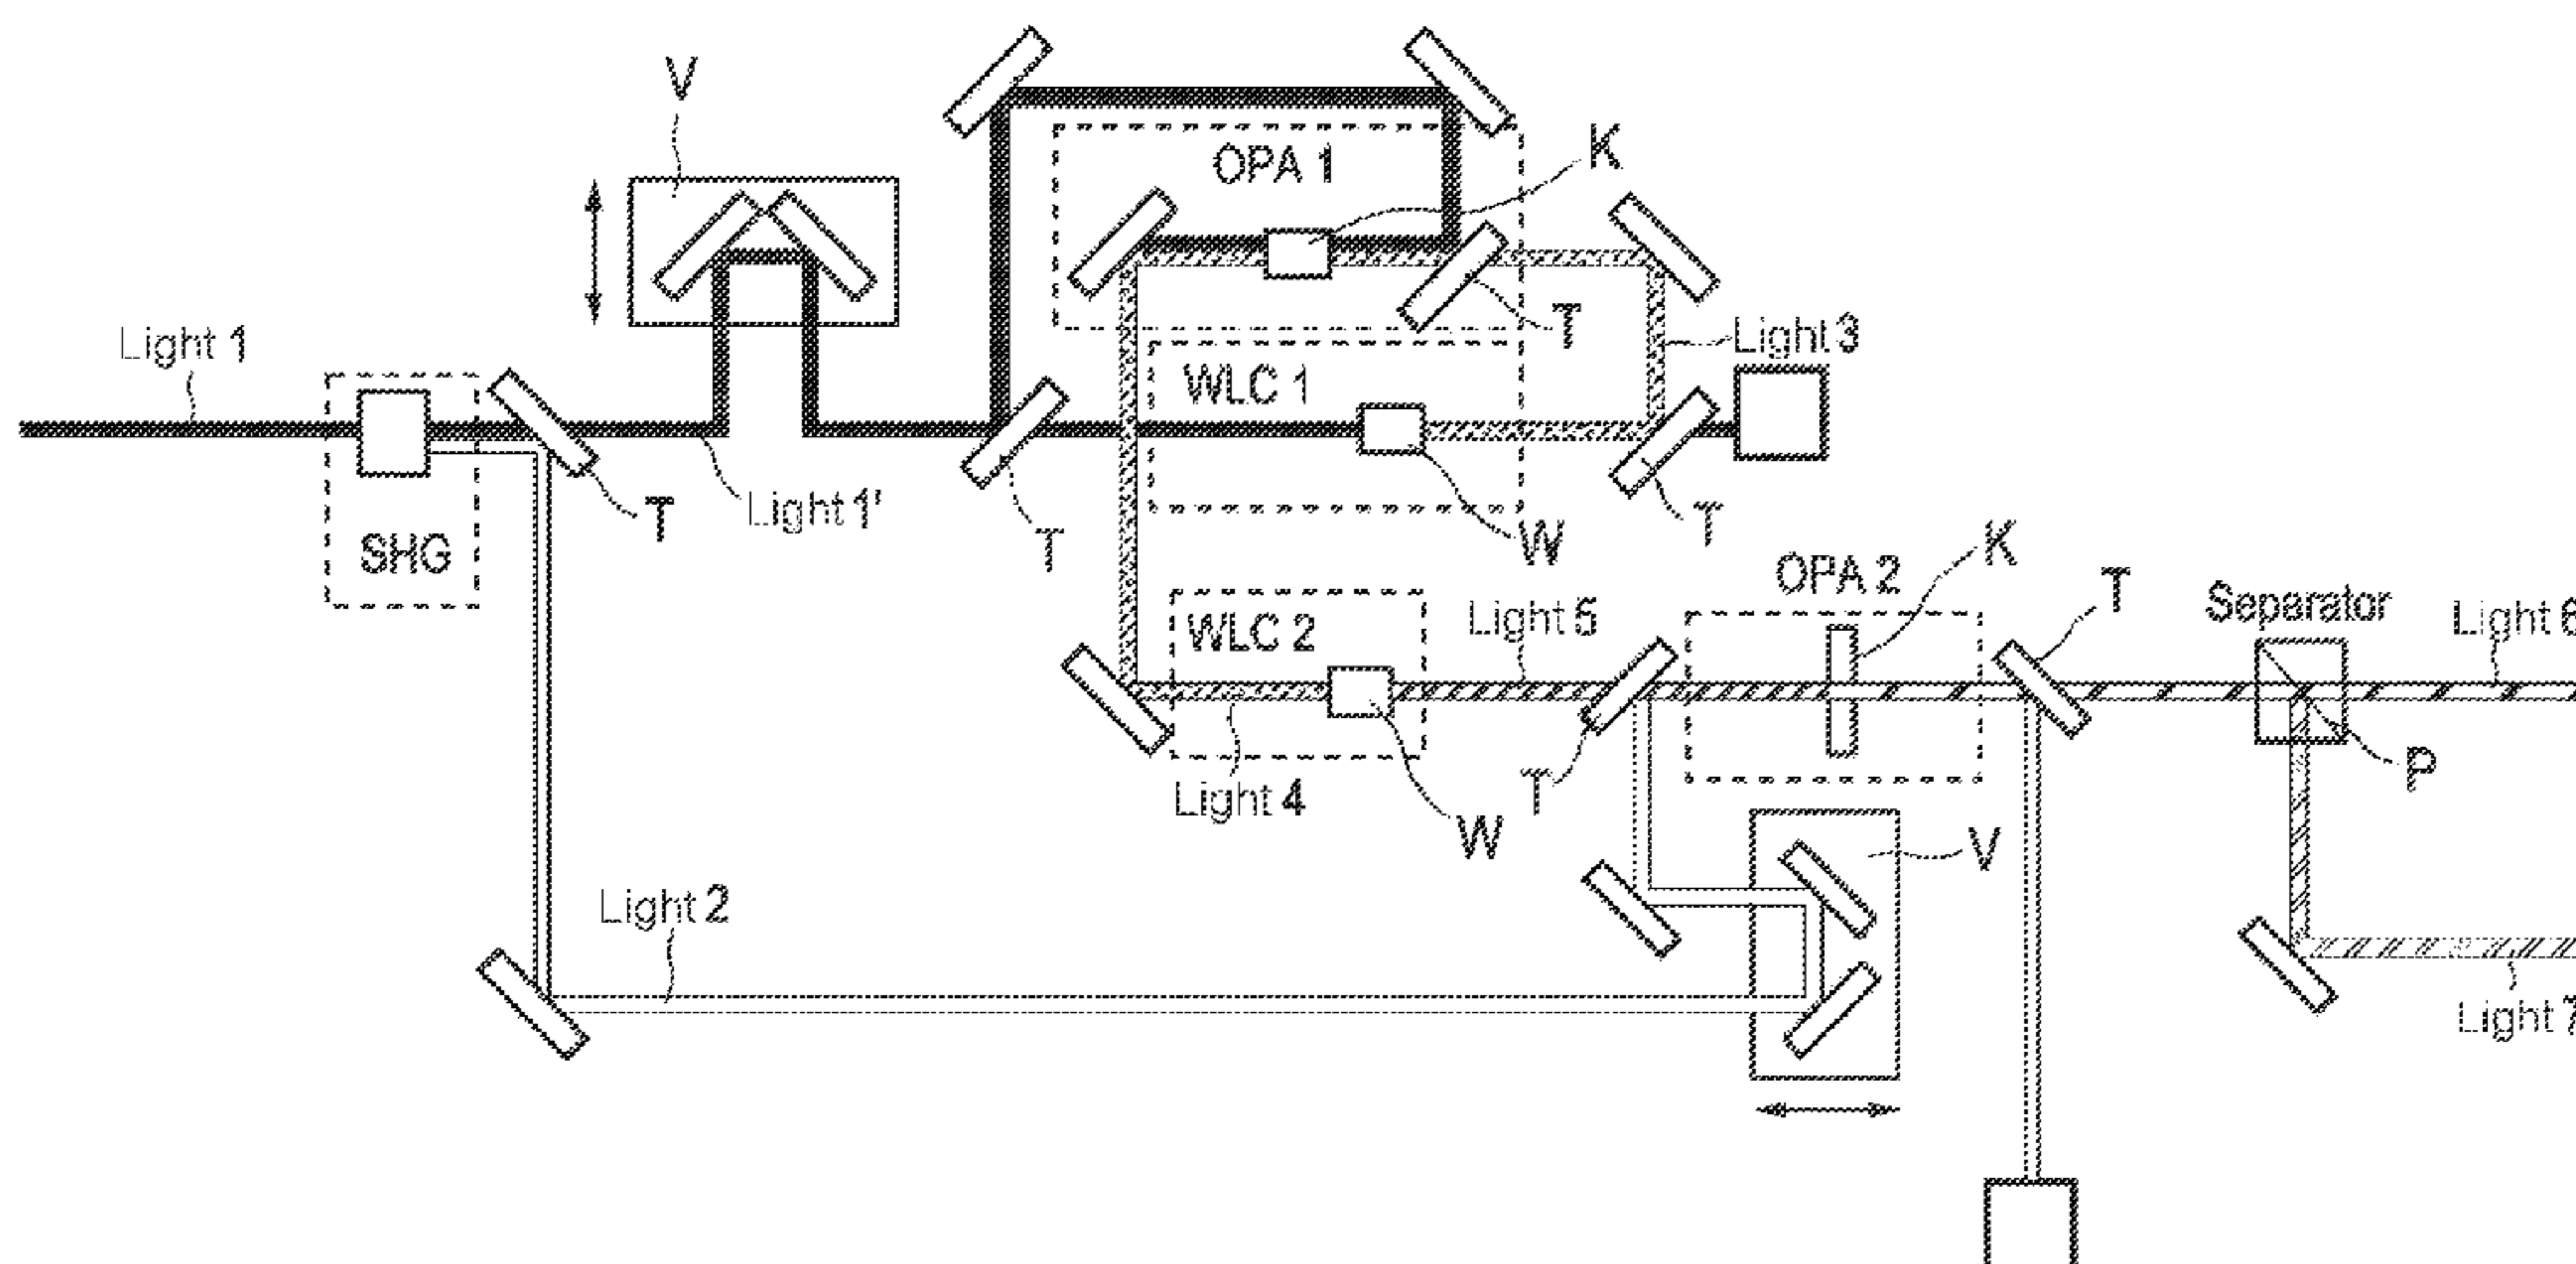 V
OPA 1
K
Light 1
T
Light 3
WLC 1
SHG
T
Light 1'
T
W
T
WLC 2
Light 5
OPA 2
K
T
Separator
Light 6
Light 4
T
W
V
P
Light 2
Light 7